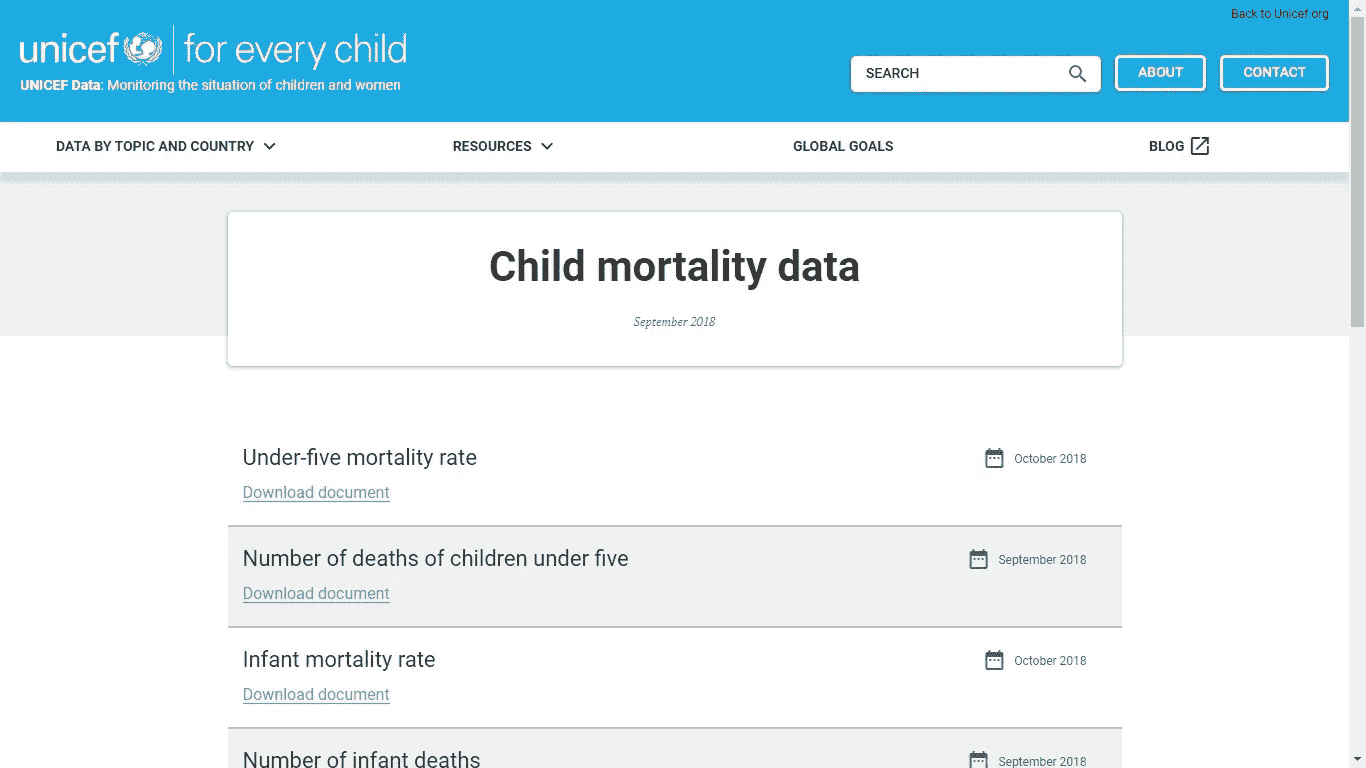 Back to Unicef org
unicef for every child
UNICEF Data: Monitoring the situation of children and women
SEARCH
ABOUT
CONTACT
DATA BY TOPIC AND COUNTRY
RESOURCES
GLOBAL GOALS
BLOG
Child mortality data
September 2018
Under-five mortality rate
October 2018
Download document
Number of deaths of children under five
September 2018
Download document
Infant mortality rate
October 2018
Download document
Number of infant deaths
September 2018